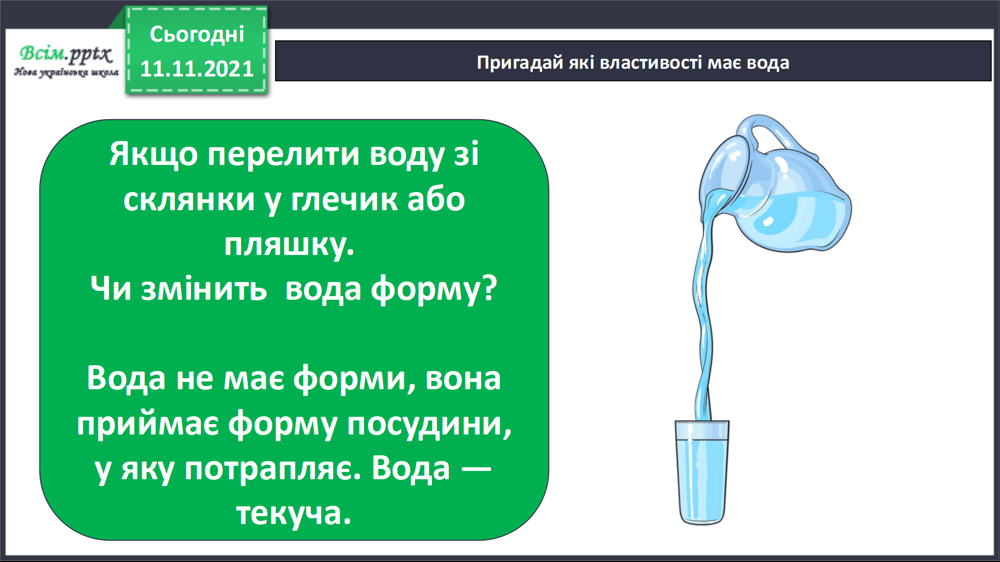 Сьогодні
11.11.2021
Всім.pptx
Нова українська школа
Пригадай які властивості має вода
Якщо перелити воду зі
склянки у глечик або
пляшку.
Чи змінить вода форму?
Вода не має форми, вона
приймає форму посудини,
у яку потрапляє. Вода —
текуча.